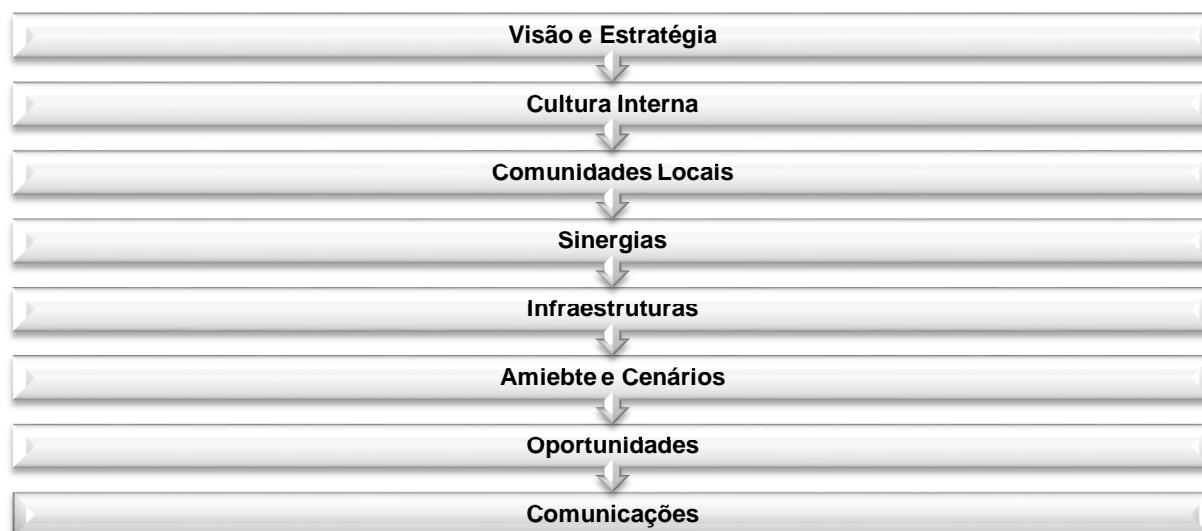 Visão e Estratégia
Cultura Interna
Comunidades Locais
Sinergias
Infraestruturas
Amiebte e Cenários
Oportunidades
Comunicações